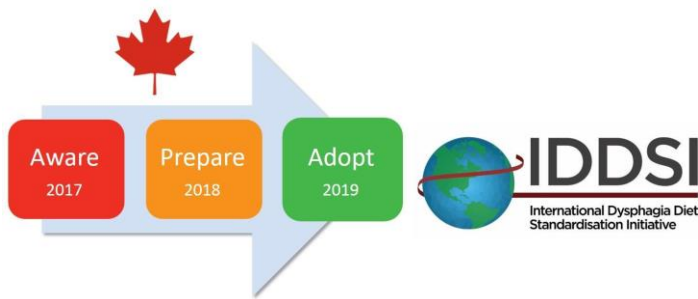 Aware
2017
Prepare
2018
Adopt
2019
IDDSI
International Dysphagia Diet
Standardisation Initiative